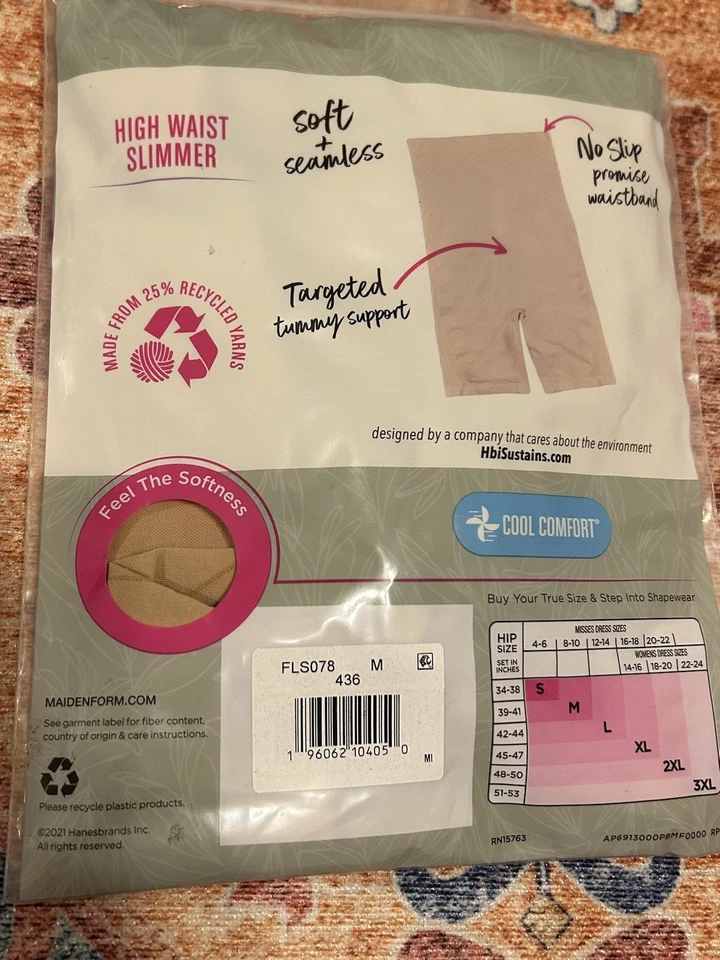 HIGH WAIST
SLIMMER
soft
+
seamless
No Slip
promise
waistband
Targeted
tummy support
MADE FROM 25% RECYCLED YARNS
designed by a company that cares about the environment
HbiSustains.com
Feel The Softness
COOL COMFORT®
Buy Your True Size & Step Into Shapewear
HIP
SIZE
SET IN
INCHES
MISSES DRESS SIZES
4-6 8-10 12-14 16-18 20-22
WOMENS DRESS SIZES
14-16 18-20 22-24
34-38 S
39-41 M
42-44 L
45-47 XL
48-50 2XL
51-53 3XL
FLS078 M
436
1 96062 10405 0
MI
MAIDENFORM.COM
See garment label for fiber content,
country of origin & care instructions.
Please recycle plastic products.
©2021 Hanesbrands Inc.
All rights reserved.
RN15763
AP6913000PBMF0000 RP